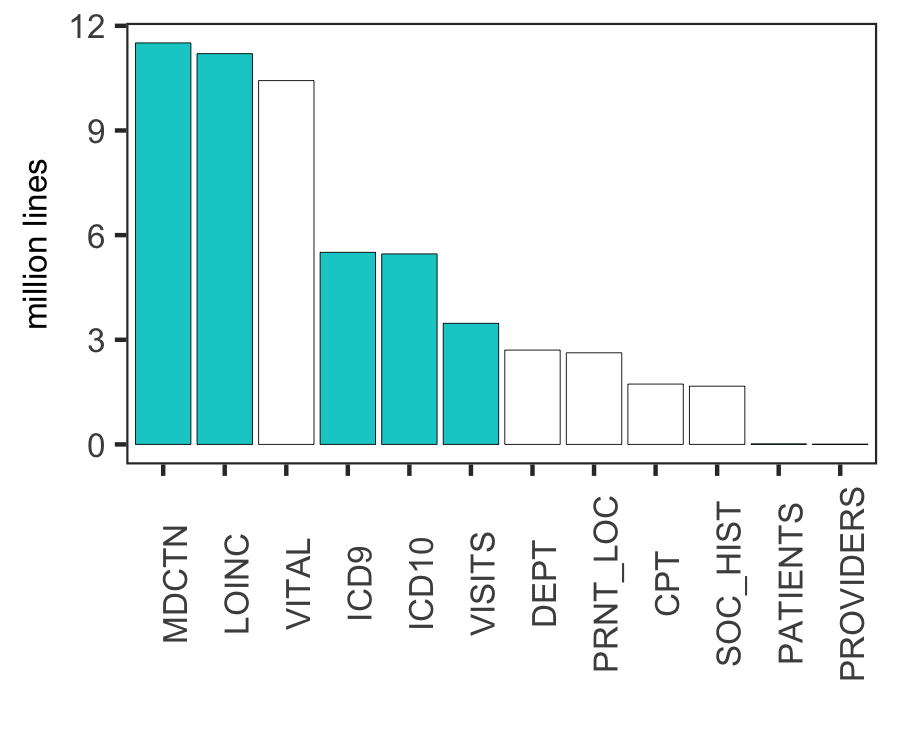 million lines
12
9
6
3
0
MDCTN
LOINC
VITAL
ICD9
ICD10
VISITS
DEPT
PRNT_LOC
CPT
SOC_HIST
PATIENTS
PROVIDERS